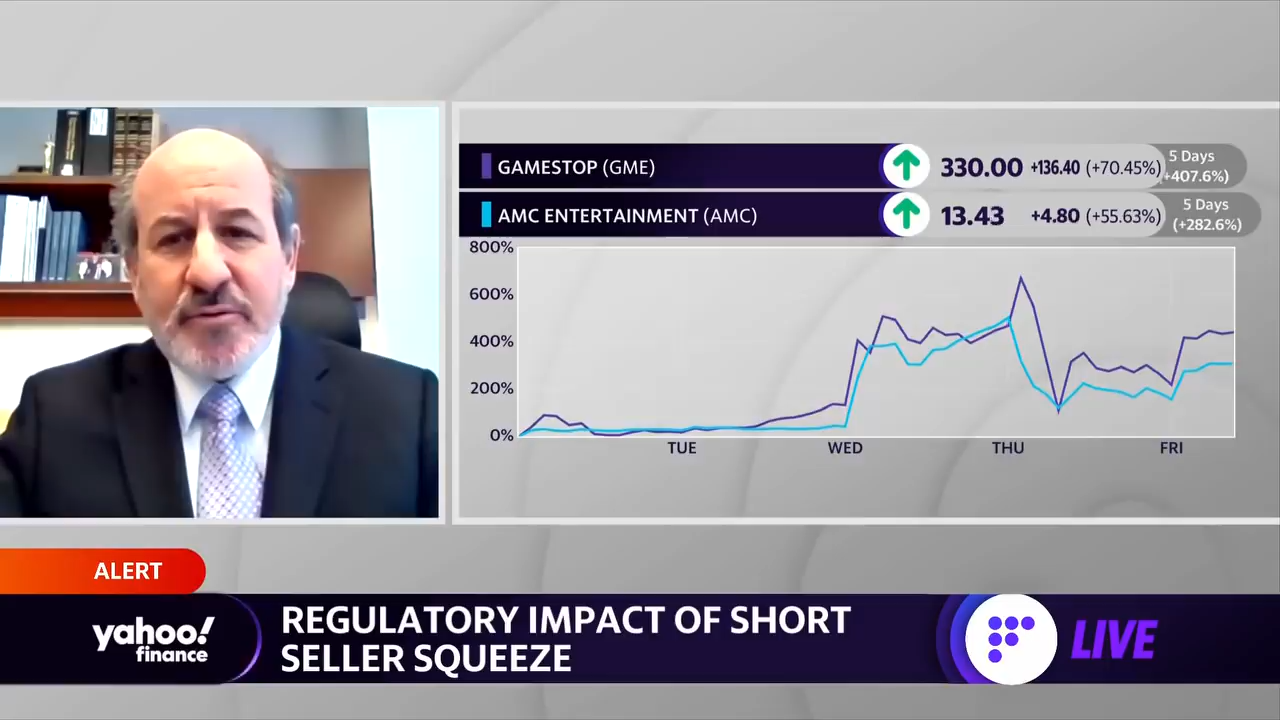 GAMESTOP (GME) 330.00 +136.40 (+70.45%) 5 Days (+407.6%)
AMC ENTERTAINMENT (AMC) 13.43 +4.80 (+55.63%) 5 Days (+282.6%)
800%
600%
400%
200%
0%
TUE WED THU FRI
ALERT
yahoo!
finance
REGULATORY IMPACT OF SHORT
SELLER SQUEEZE
LIVE